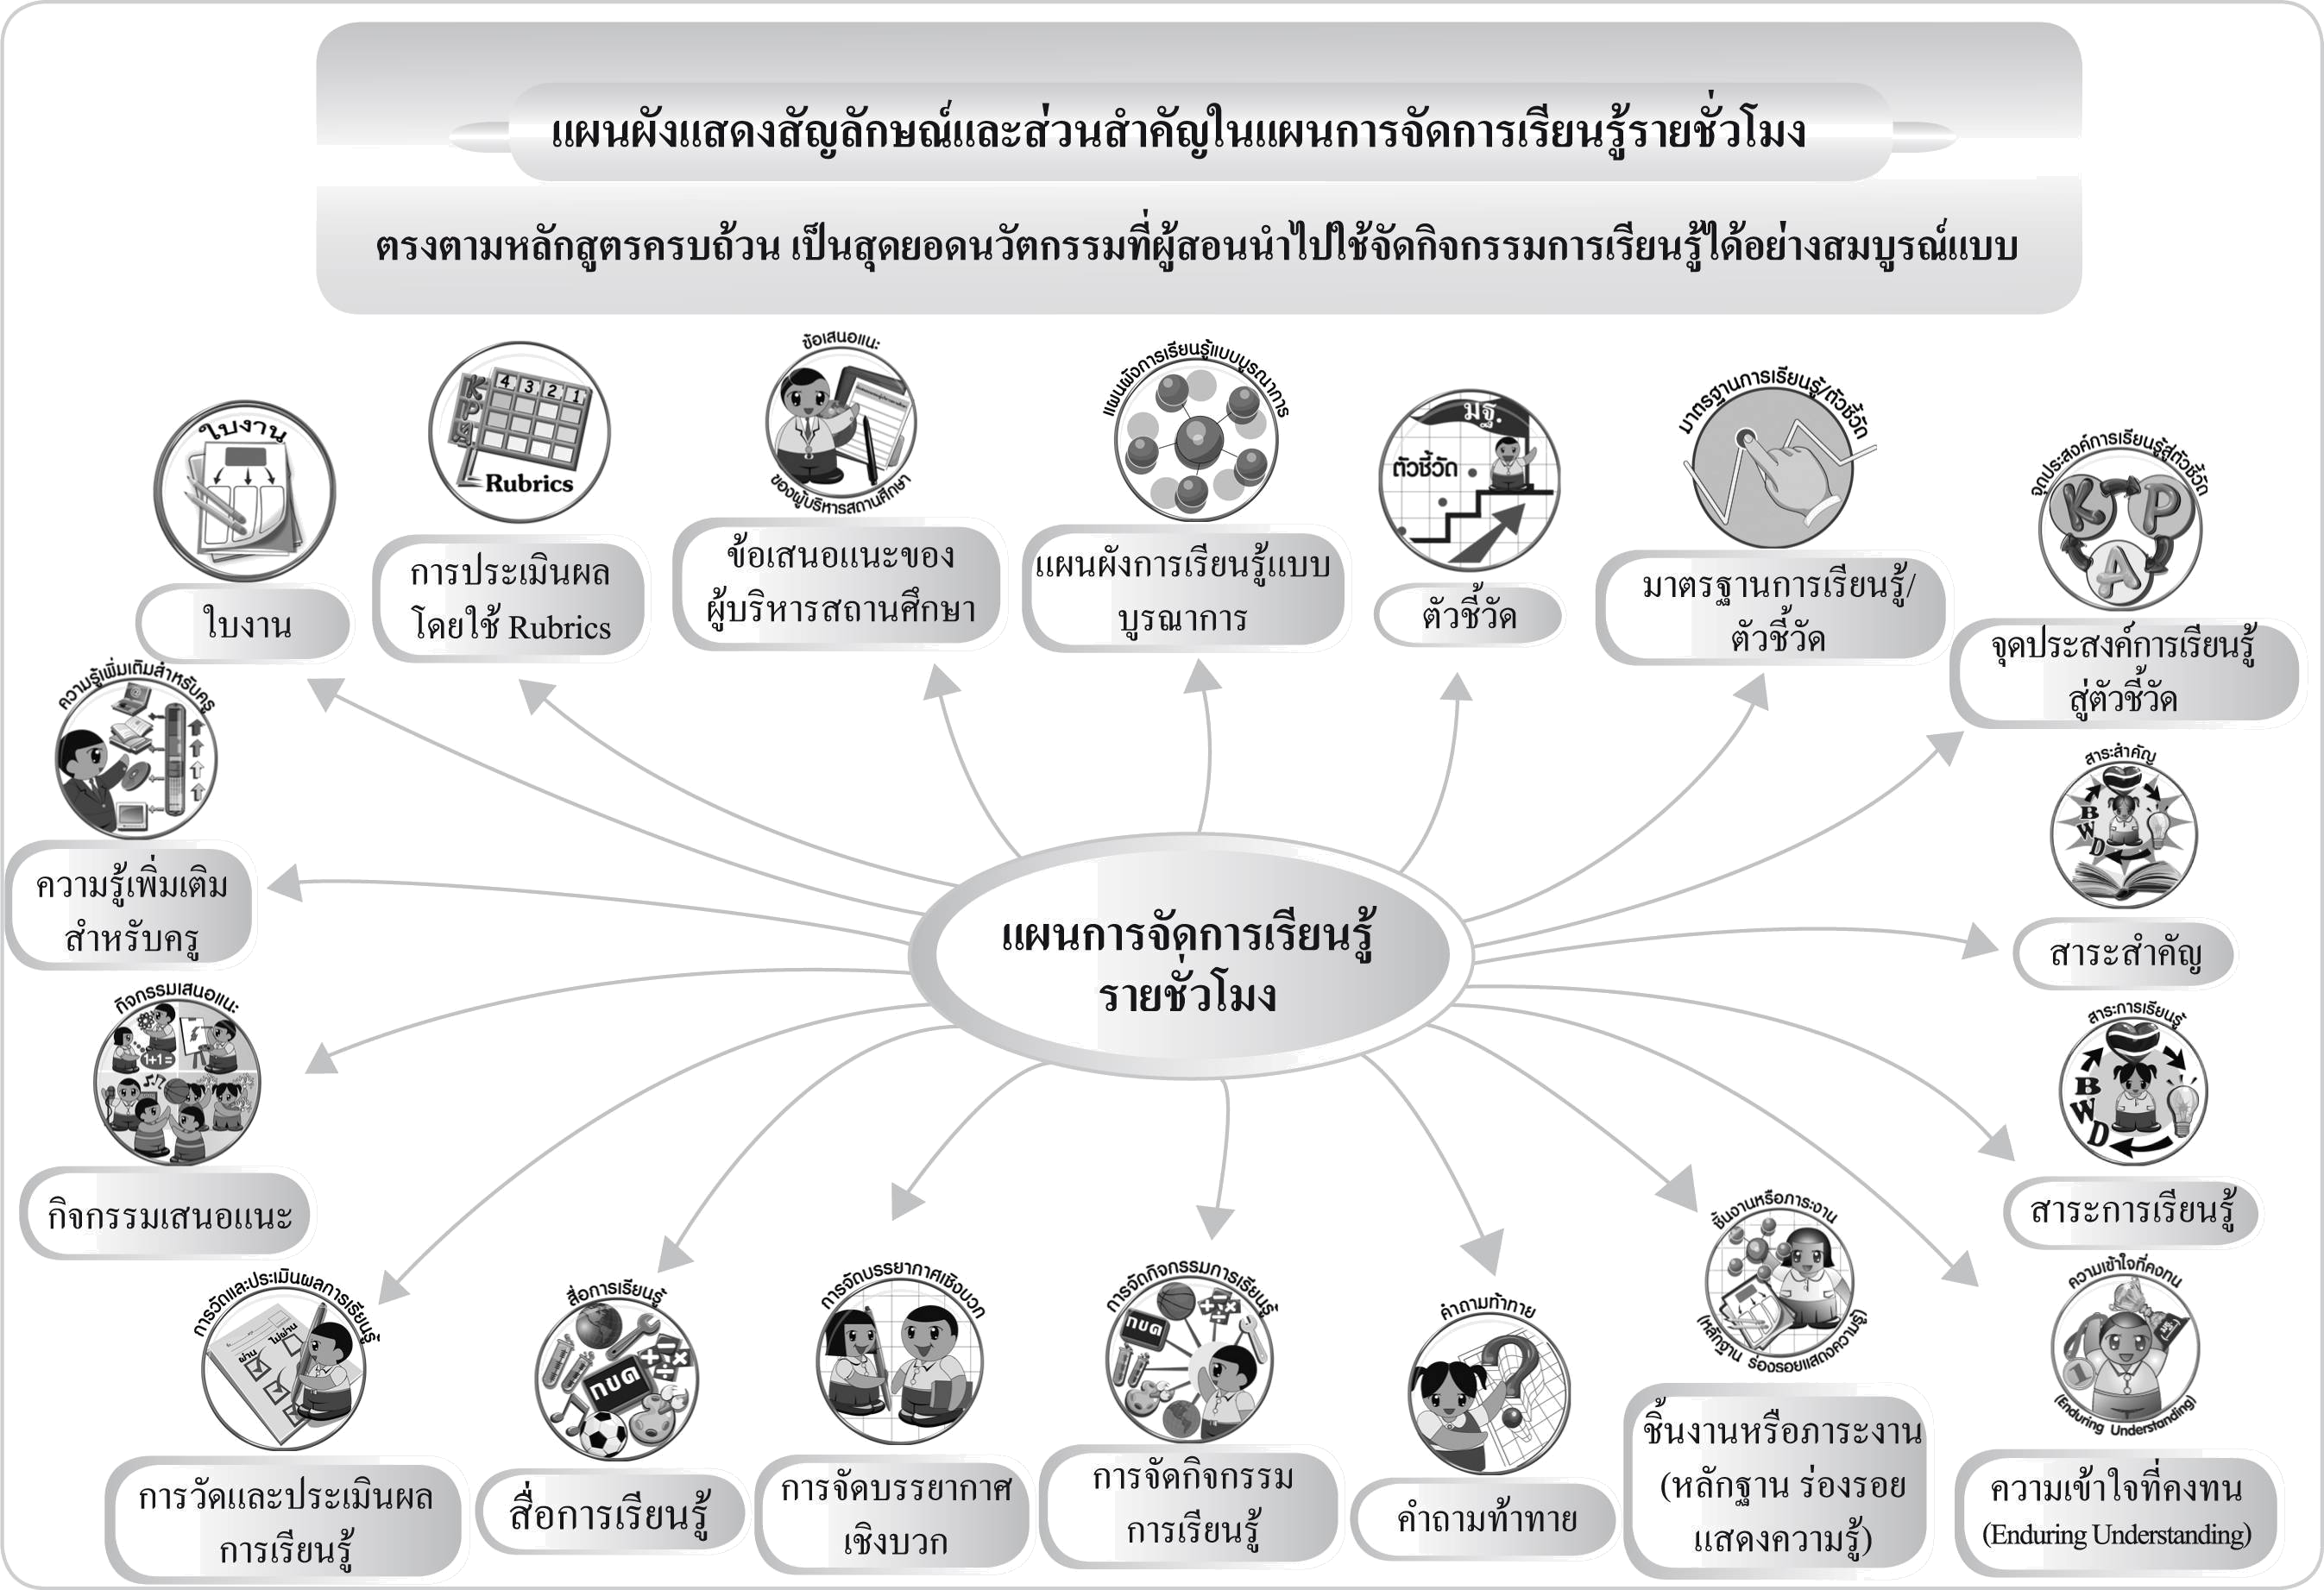 แผนผังแสดงสัญลักษณ์และส่วนสำคัญในแผนการจัดการเรียนรู้รายชั่วโมง
ตรงตามหลักสูตรครบถ้วน เป็นสุดยอดนวัตกรรมที่ผู้สอนนำไปใช้จัดกิจกรรมการเรียนรู้ได้อย่างสมบูรณ์แบบ
ใบงาน
ใบงาน
K P A
4 3 2 1
Rubrics
การประเมินผล
โดยใช้ Rubrics
ข้อเสนอแนะ
ของผู้บริหารสถานศึกษา
ข้อเสนอแนะของ
ผู้บริหารสถานศึกษา
แผนผังการเรียนรู้แบบบูรณาการ
แผนผังการเรียนรู้แบบ
บูรณาการ
มฐ.
ตัวชี้วัด
ตัวชี้วัด
มาตรฐานการเรียนรู้/ตัวชี้วัด
มาตรฐานการเรียนรู้/
ตัวชี้วัด
จุดประสงค์การเรียนรู้สู่ตัวชี้วัด
K P
A
จุดประสงค์การเรียนรู้
สู่ตัวชี้วัด
ความรู้เพิ่มเติมสำหรับครู
ความรู้เพิ่มเติม
สำหรับครู
สาระสำคัญ
B
W
D
สาระสำคัญ
แผนการจัดการเรียนรู้
รายชั่วโมง
กิจกรรมเสนอแนะ
1+1=
กิจกรรมเสนอแนะ
สาระการเรียนรู้
B
W
D
สาระการเรียนรู้
การวัดและประเมินผลการเรียนรู้
ผ่าน ไม่ผ่าน
การวัดและประเมินผล
การเรียนรู้
สื่อการเรียนรู้
กขค
สื่อการเรียนรู้
การจัดบรรยากาศเชิงบวก
การจัดบรรยากาศ
เชิงบวก
การจัดกิจกรรมการเรียนรู้
กขค
การจัดกิจกรรม
การเรียนรู้
คำถามท้าทาย
คำถามท้าทาย
ชิ้นงานหรือภาระงาน
(หลักฐาน ร่องรอยแสดงความรู้)
ชิ้นงานหรือภาระงาน
(หลักฐาน ร่องรอย
แสดงความรู้)
ความเข้าใจที่คงทน
(Enduring Understanding)
ความเข้าใจที่คงทน
(Enduring Understanding)